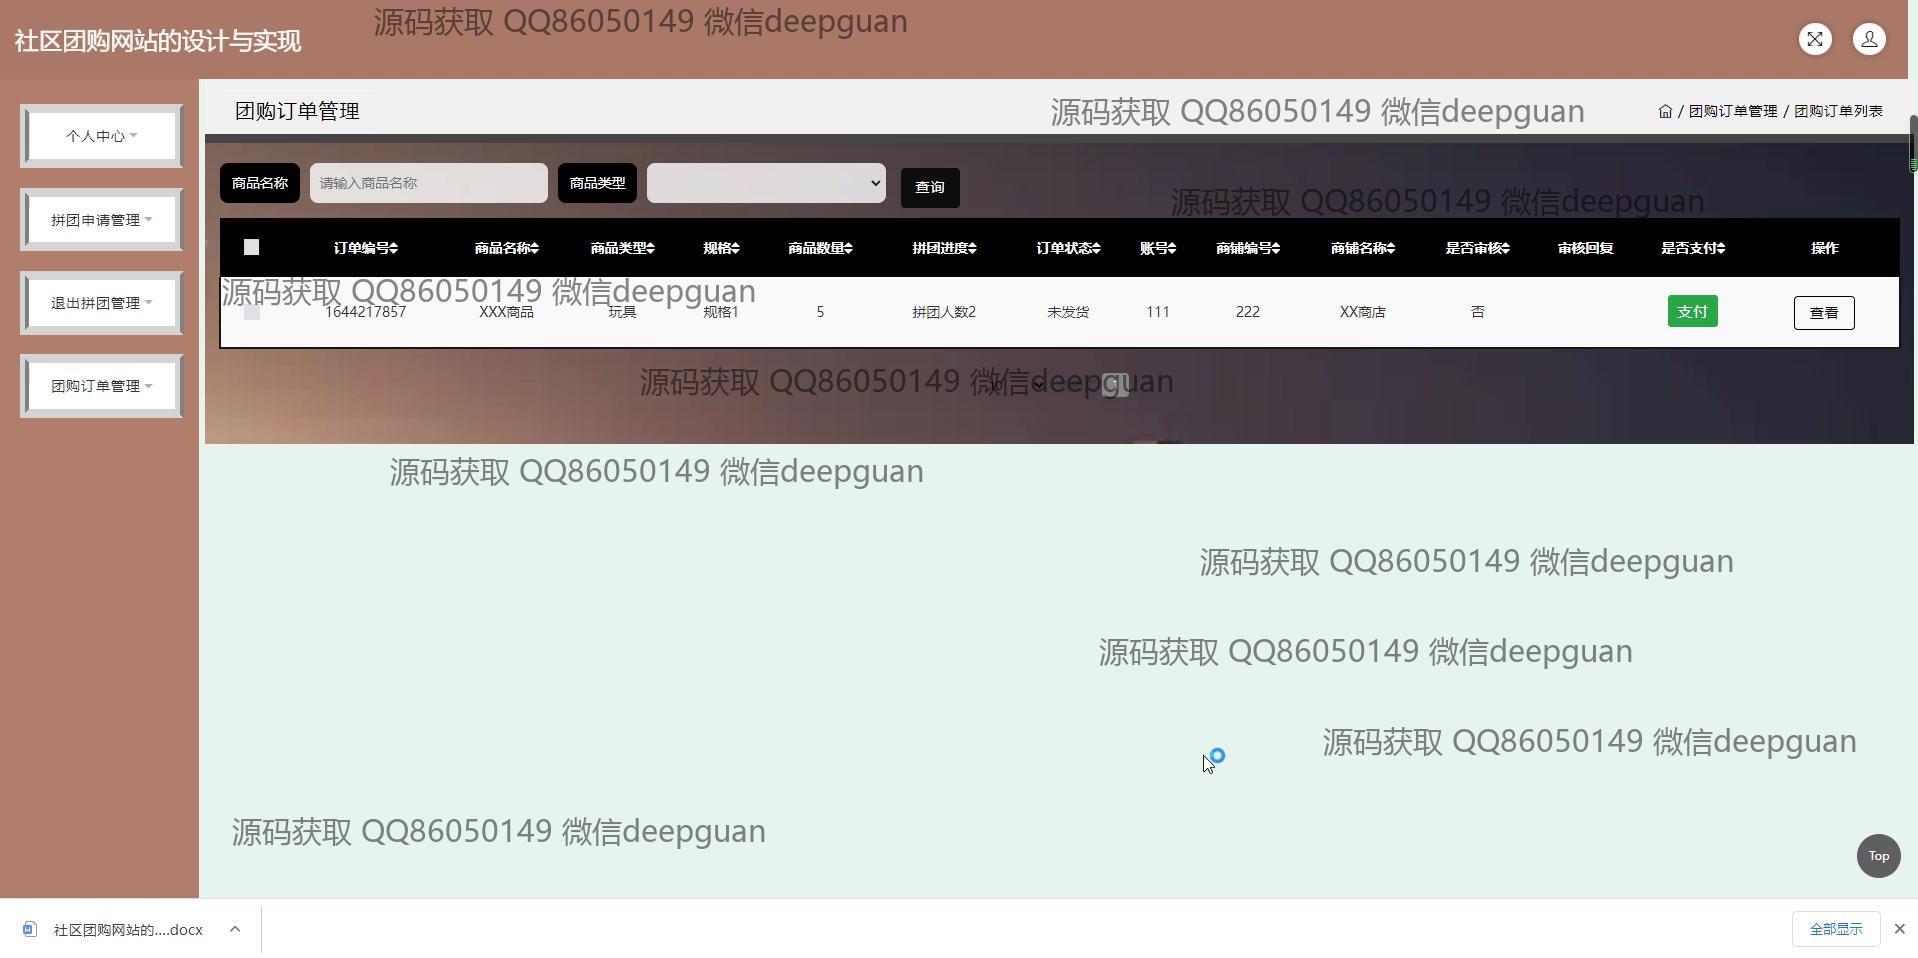 源码获取 QQ86050149 微信deepguan
社区团购网站的设计与实现
个人中心
拼团申请管理
退出拼团管理
团购订单管理
团购订单管理
源码获取 QQ86050149 微信deepguan
/ 团购订单管理 / 团购订单列表
商品名称 请输入商品名称 商品类型 查询
源码获取 QQ86050149 微信deepguan
订单编号 商品名称 商品类型 规格 商品数量 拼团进度 订单状态 账号 商铺编号 商铺名称 是否审核 审核回复 是否支付 操作
源码获取 QQ86050149 微信deepguan
1644217857 XXX商品 玩具 规格1 5 拼团人数2 未发货 111 222 XX商店 否 支付 查看
源码获取 QQ86050149 微信deepguan
10 1
源码获取 QQ86050149 微信deepguan
源码获取 QQ86050149 微信deepguan
源码获取 QQ86050149 微信deepguan
源码获取 QQ86050149 微信deepguan
源码获取 QQ86050149 微信deepguan
Top
社区团购网站的....docx
全部显示